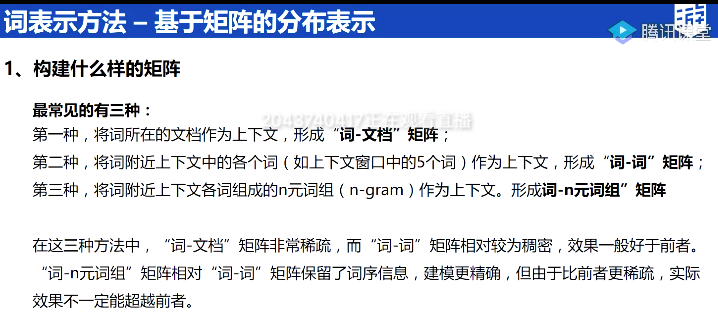 词表示方法 – 基于矩阵的分布表示
腾讯课堂
1、构建什么样的矩阵
最常见的有三种：
2043740417正在观看直播
第一种，将词所在的文档作为上下文，形成“词-文档”矩阵；
第二种，将词附近上下文中的各个词（如上下文窗口中的5个词）作为上下文，形成“词-词”矩阵；
第三种，将词附近上下文各词组成的n元词组（n-gram）作为上下文。形成词-n元词组”矩阵
在这三种方法中，“词-文档”矩阵非常稀疏，而“词-词”矩阵相对较为稠密，效果一般好于前者。
“词-n元词组”矩阵相对“词-词”矩阵保留了词序信息，建模更精确，但由于比前者更稀疏，实际
效果不一定能超越前者。